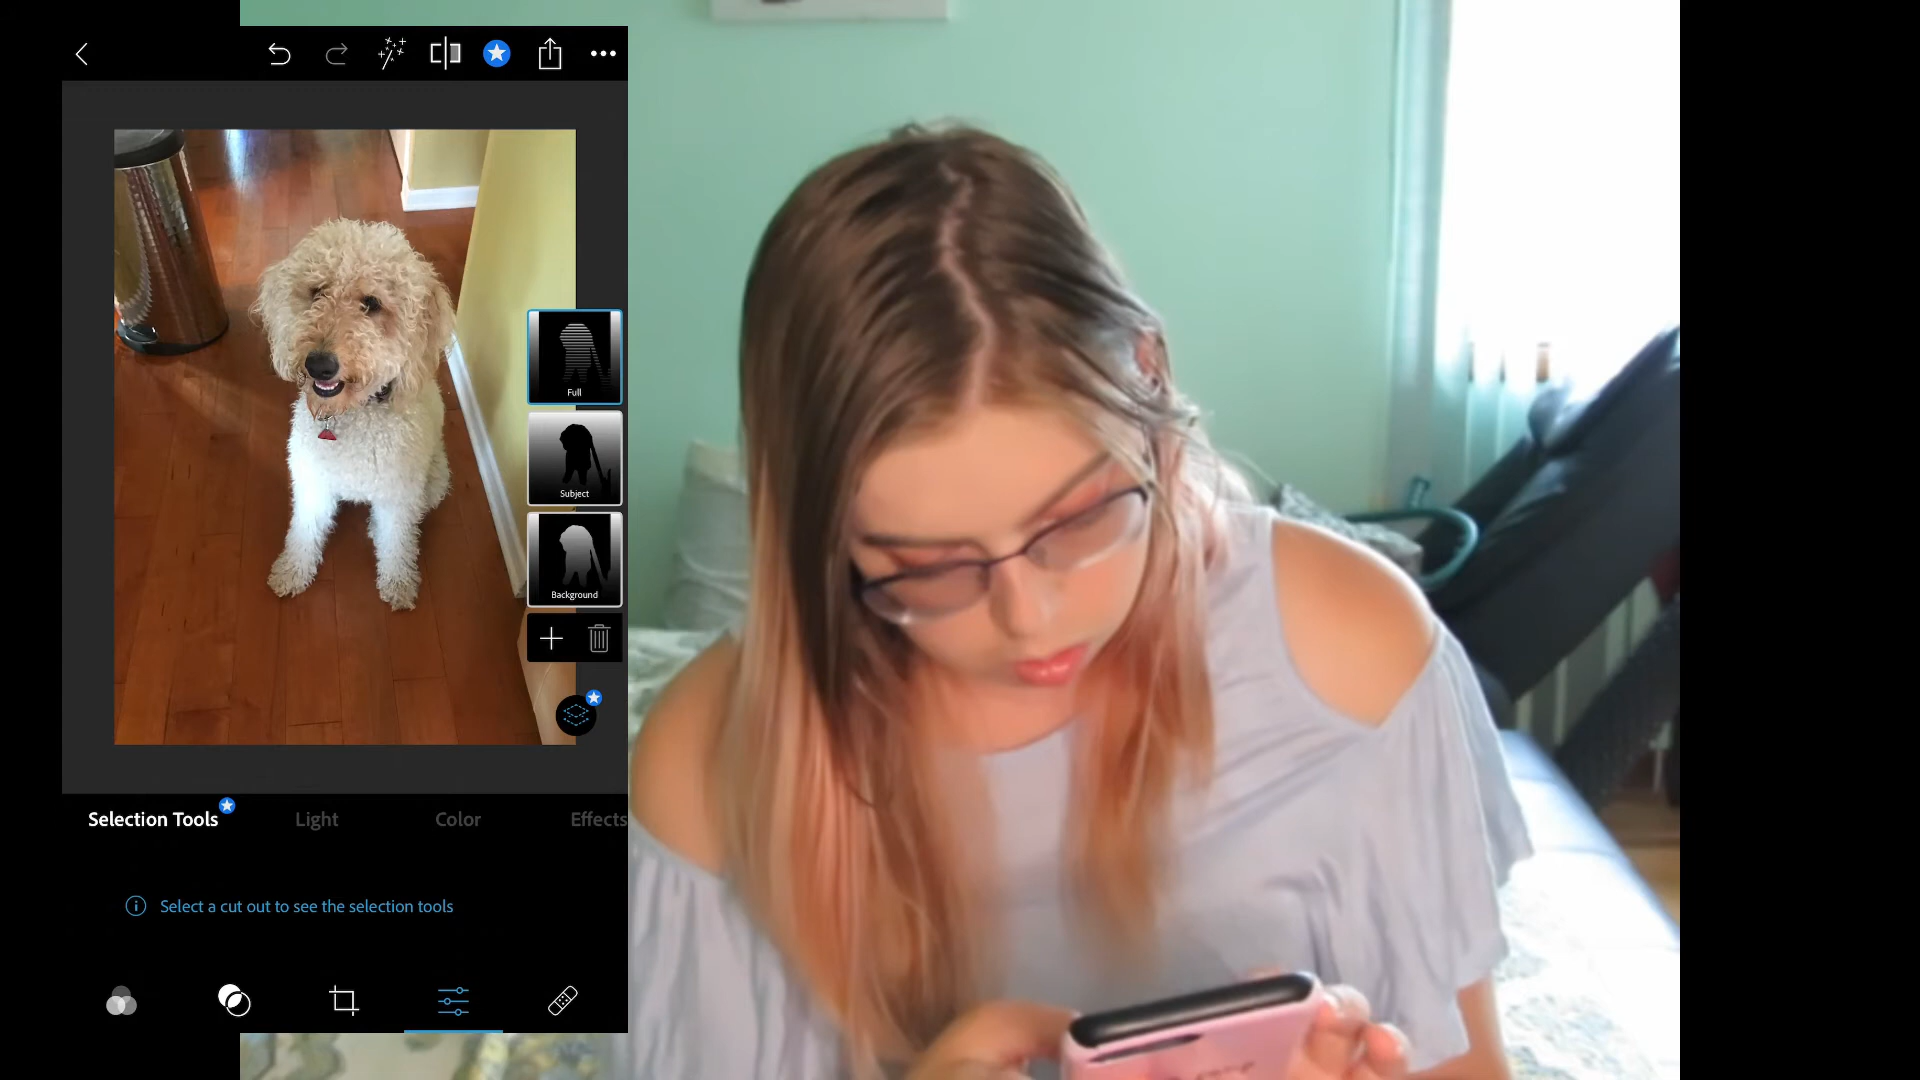 Full
Subject
Background
Selection Tools
Light
Color
Effects
Select a cut out to see the selection tools